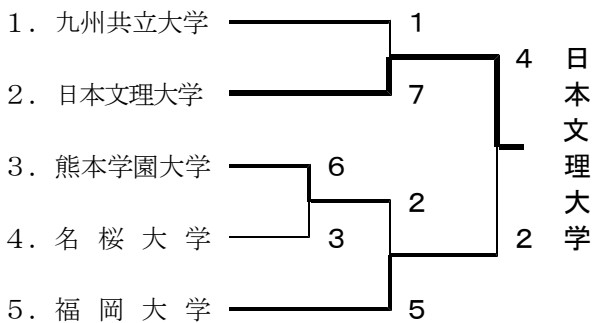 1. 九州共立大学
1
2. 日本文理大学
7
4
日本文理大学
3. 熊本学園大学
6
2
4. 名桜大学
3
2
5. 福岡大学
5